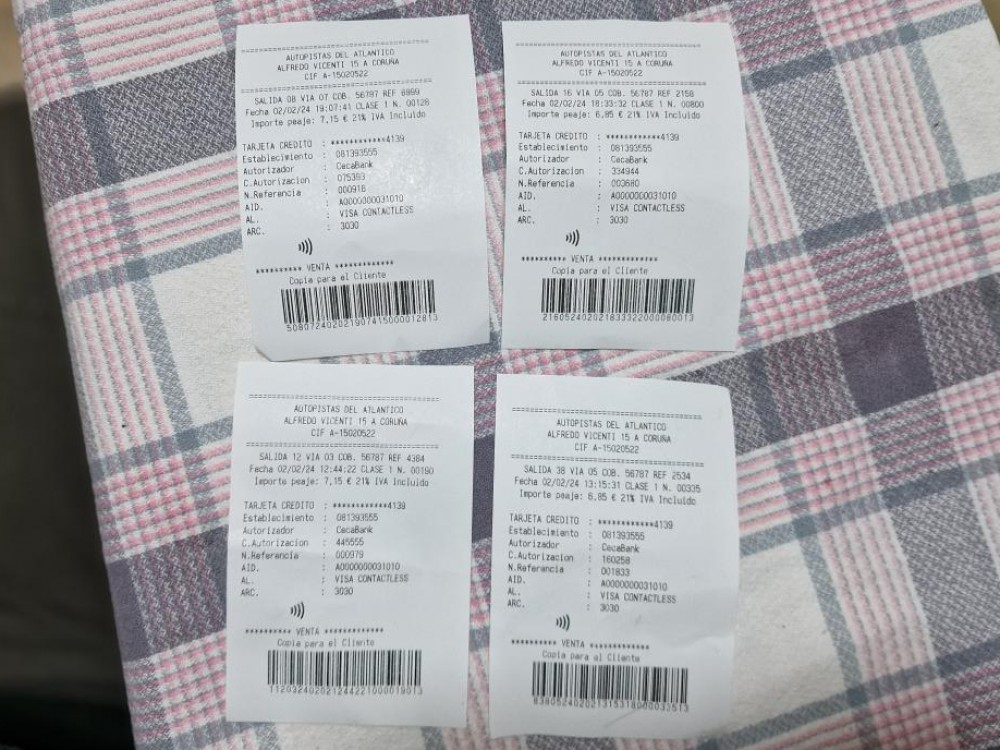 ================================
AUTOPISTAS DEL ATLANTICO
ALFREDO VICENTI 15 A CORUÑA
CIF A-15020522
================================
SALIDA 08 VIA 07 COB. 56787 REF 6999
Fecha 02/02/24 19:07:41 CLASE 1 N. 00128
Importe peaje: 7,15 € 21% IVA Incluido
TARJETA CREDITO : ************4139
Establecimiento : 081393555
Autorizador : CecaBank
C.Autorizacion : 075383
N.Referencia : 000916
AID. : A0000000031010
AL. : VISA CONTACTLESS
ARC. : 3030
********** VENTA *************
Copia para el Cliente
508072402021907415000012813
================================
AUTOPISTAS DEL ATLANTICO
ALFREDO VICENTI 15 A CORUÑA
CIF A-15020522
================================
SALIDA 16 VIA 05 COB. 56787 REF 2158
Fecha 02/02/24 18:33:32 CLASE 1 N. 00800
Importe peaje: 6,85 € 21% IVA Incluido
TARJETA CREDITO : ************4139
Establecimiento : 081393555
Autorizador : CecaBank
C.Autorizacion : 334944
N.Referencia : 003680
AID. : A0000000031010
AL. : VISA CONTACTLESS
ARC. : 3030
********** VENTA *************
Copia para el Cliente
216052402021833322000080013
================================
AUTOPISTAS DEL ATLANTICO
ALFREDO VICENTI 15 A CORUÑA
CIF A-15020522
================================
SALIDA 12 VIA 03 COB. 56787 REF 4384
Fecha 02/02/24 12:44:22 CLASE 1 N. 00190
Importe peaje: 7,15 € 21% IVA Incluido
TARJETA CREDITO : ************4139
Establecimiento : 081393555
Autorizador : CecaBank
C.Autorizacion : 445555
N.Referencia : 000979
AID. : A0000000031010
AL. : VISA CONTACTLESS
ARC. : 3030
********** VENTA *************
Copia para el Cliente
112032402021244221000019013
================================
AUTOPISTAS DEL ATLANTICO
ALFREDO VICENTI 15 A CORUÑA
CIF A-15020522
================================
SALIDA 38 VIA 05 COB. 56787 REF 2534
Fecha 02/02/24 13:15:31 CLASE 1 N. 00335
Importe peaje: 6,85 € 21% IVA Incluido
TARJETA CREDITO : ************4139
Establecimiento : 081393555
Autorizador : CecaBank
C.Autorizacion : 160258
N.Referencia : 001833
AID. : A0000000031010
AL. : VISA CONTACTLESS
ARC. : 3030
********** VENTA *************
Copia para el Cliente
838052402021315318000033513